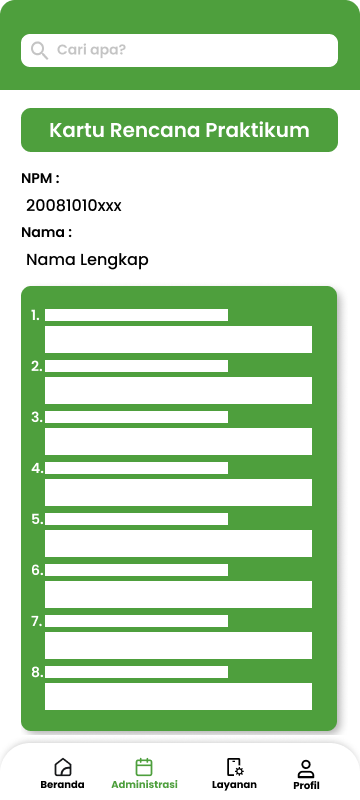 Cari apa?
Kartu Rencana Praktikum
NPM :
20081010xxx
Nama :
Nama Lengkap
1.
2.
3.
4.
5.
6.
7.
8.
Beranda Administrasi Layanan Profil